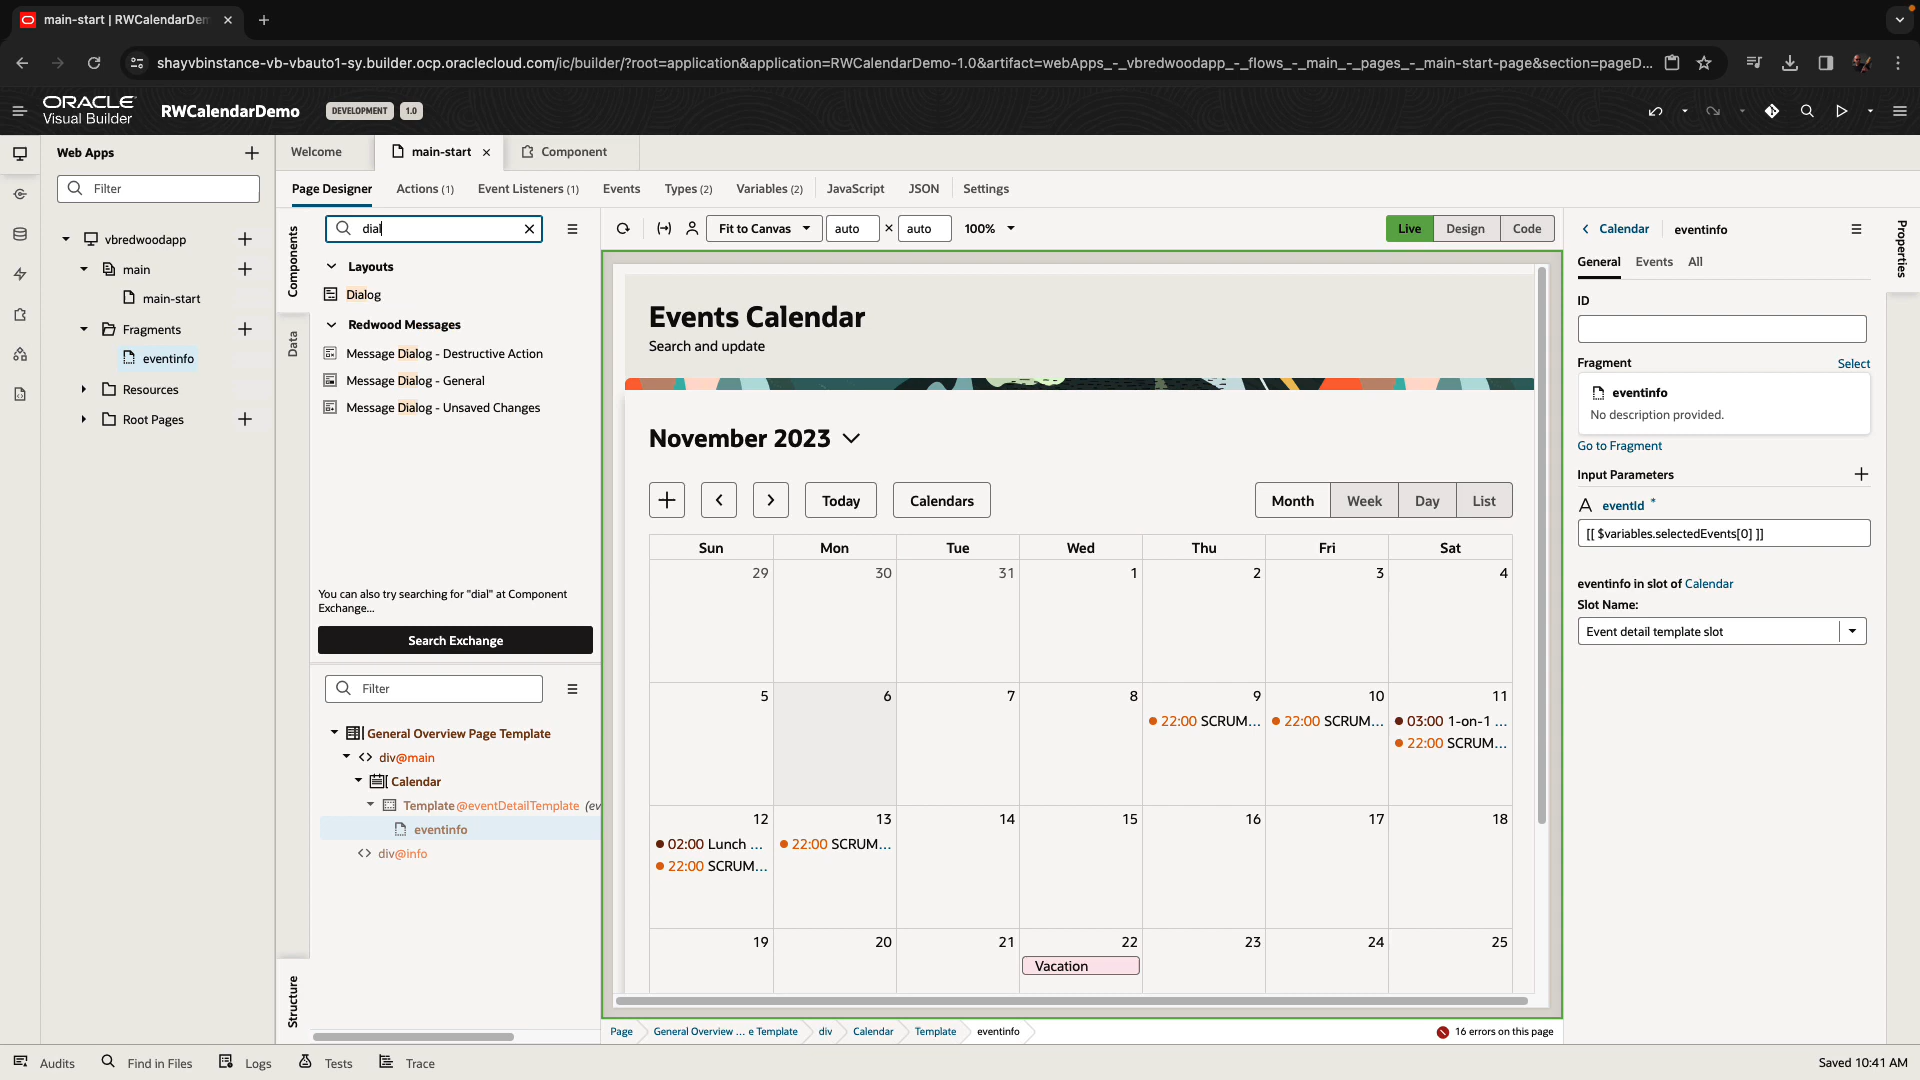 main-start | RWCalendarDem
shayvbinstance-vb-vbauto1-sy.builder.ocp.oraclecloud.com/ic/builder/?root=application&application=RWCalendarDemo-1.0&artifact=webApps_-_vbredwoodapp_-_flows_-_main_-_pages_-_main-start-page&section=pageD...
ORACLE
Visual Builder
RWCalendarDemo
DEVELOPMENT
1.0
Web Apps
Filter
vbredwoodapp
main
main-start
Fragments
eventinfo
Resources
Root Pages
Welcome
main-start
Component
Page Designer
Actions (1)
Event Listeners (1)
Events
Types (2)
Variables (2)
JavaScript
JSON
Settings
Components
Data
Structure
dial
Layouts
Dialog
Redwood Messages
Message Dialog - Destructive Action
Message Dialog - General
Message Dialog - Unsaved Changes
You can also try searching for "dial" at Component
Exchange...
Search Exchange
Filter
General Overview Page Template
div@main
Calendar
Template@eventDetailTemplate (ev
eventinfo
div@info
Fit to Canvas
auto
×
auto
100%
Live
Design
Code
Events Calendar
Search and update
November 2023
Today
Calendars
Month
Week
Day
List
Sun Mon Tue Wed Thu Fri Sat
29 30 31 1 2 3 4
5 6 7 8 9 10 11
22:00 SCRUM... 22:00 SCRUM... 03:00 1-on-1 ...
22:00 SCRUM...
12 13 14 15 16 17 18
02:00 Lunch ... 22:00 SCRUM...
22:00 SCRUM...
19 20 21 22 23 24 25
Vacation
Page
General Overview ... e Template
div
Calendar
Template
eventinfo
16 errors on this page
Calendar
eventinfo
General
Events
All
ID
Fragment
Select
eventinfo
No description provided.
Go to Fragment
Input Parameters
A eventId *
[[ $variables.selectedEvents[0] ]]
eventinfo in slot of Calendar
Slot Name:
Event detail template slot
Properties
Audits
Find in Files
Logs
Tests
Trace
Saved 10:41 AM